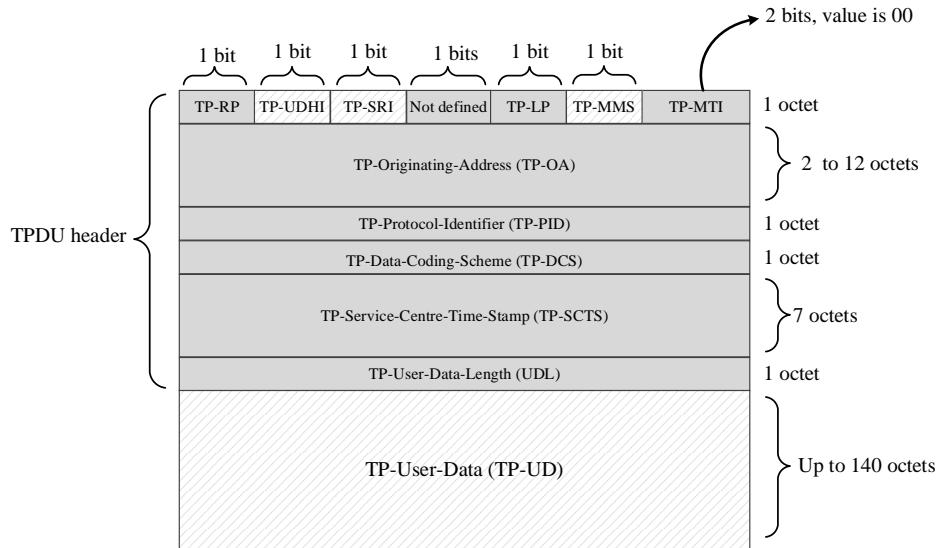 2 bits, value is 00
1 bit 1 bit 1 bit 1 bits 1 bit 1 bit
TP-RP TP-UDHI TP-SRI Not defined TP-LP TP-MMS TP-MTI 1 octet
TP-Originating-Address (TP-OA) 2 to 12 octets
TPDU header
TP-Protocol-Identifier (TP-PID) 1 octet
TP-Data-Coding-Scheme (TP-DCS) 1 octet
TP-Service-Centre-Time-Stamp (TP-SCTS) 7 octets
TP-User-Data-Length (UDL) 1 octet
TP-User-Data (TP-UD) Up to 140 octets